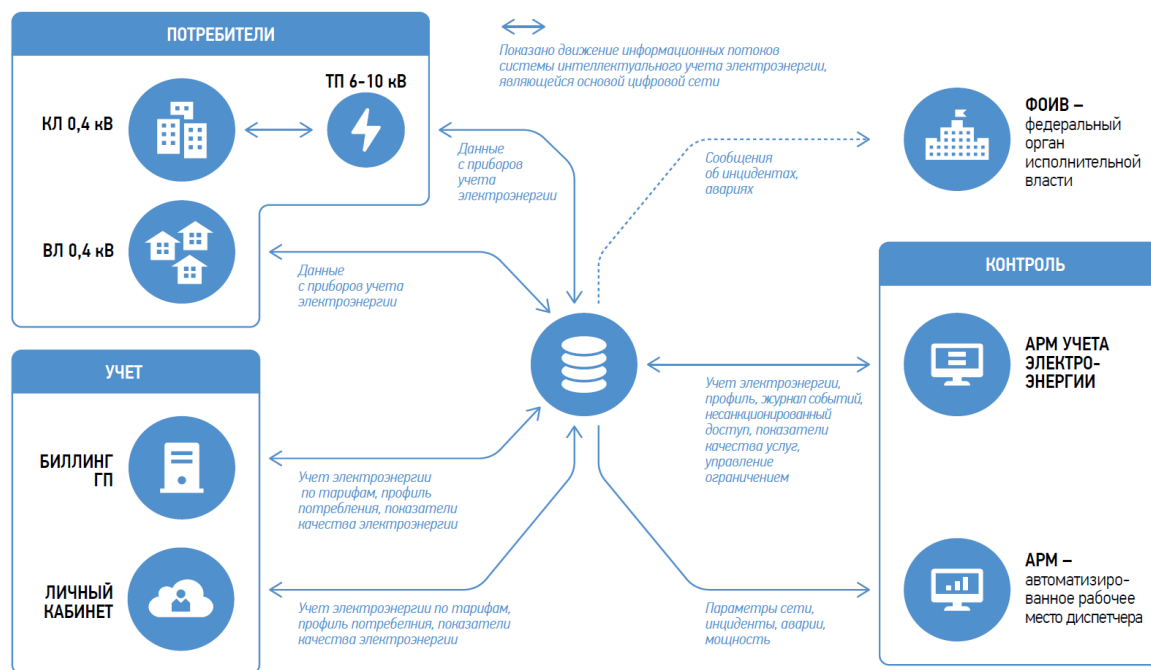 ПОТРЕБИТЕЛИ
КЛ 0,4 кВ
ТП 6-10 кВ
ВЛ 0,4 кВ
Показано движение информационных потоков
системы интеллектуального учета электроэнергии,
являющейся основой цифровой сети
Данные
с приборов
учета
электроэнергии
Данные
с приборов учета
электроэнергии
Сообщения
об инцидентах,
авариях
ФОИВ –
федеральный
орган
исполнительной
власти
УЧЕТ
БИЛЛИНГ
ГП
Учет электроэнергии
по тарифам, профиль
потребления, показатели
качества электроэнергии
ЛИЧНЫЙ
КАБИНЕТ
Учет электроэнергии по тарифам,
профиль потребелния, показатели
качества электроэнергии
КОНТРОЛЬ
АРМ УЧЕТА
ЭЛЕКТРО-
ЭНЕРГИИ
Учет электроэнергии,
профиль, журнал событий,
несанкционированный
доступ, показатели
качества услуг,
управление
ограничением
АРМ –
автоматизиро-
ванное рабочее
место диспетчера
Параметры сети,
инциденты, аварии,
мощность